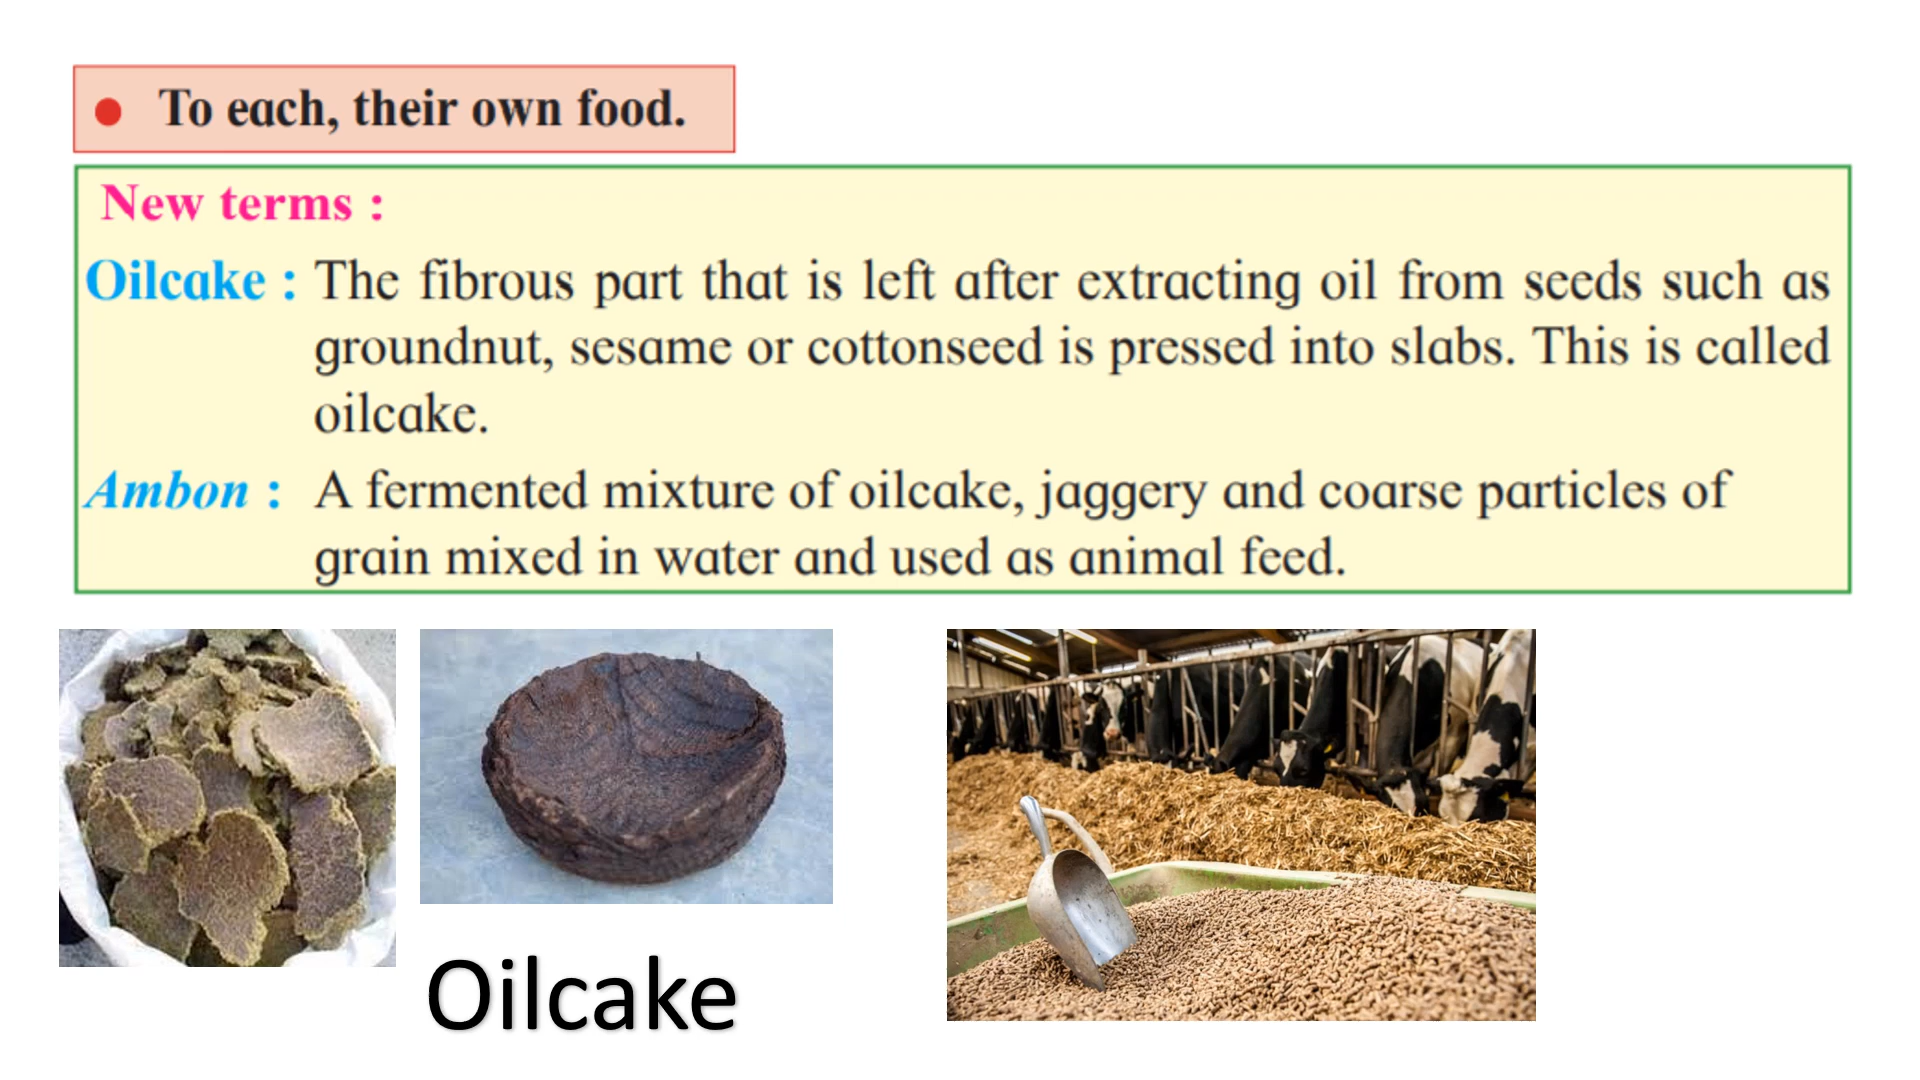 • To each, their own food.
New terms :
Oilcake : The fibrous part that is left after extracting oil from seeds such as
groundnut, sesame or cottonseed is pressed into slabs. This is called
oilcake.
Ambon : A fermented mixture of oilcake, jaggery and coarse particles of
grain mixed in water and used as animal feed.
Oilcake